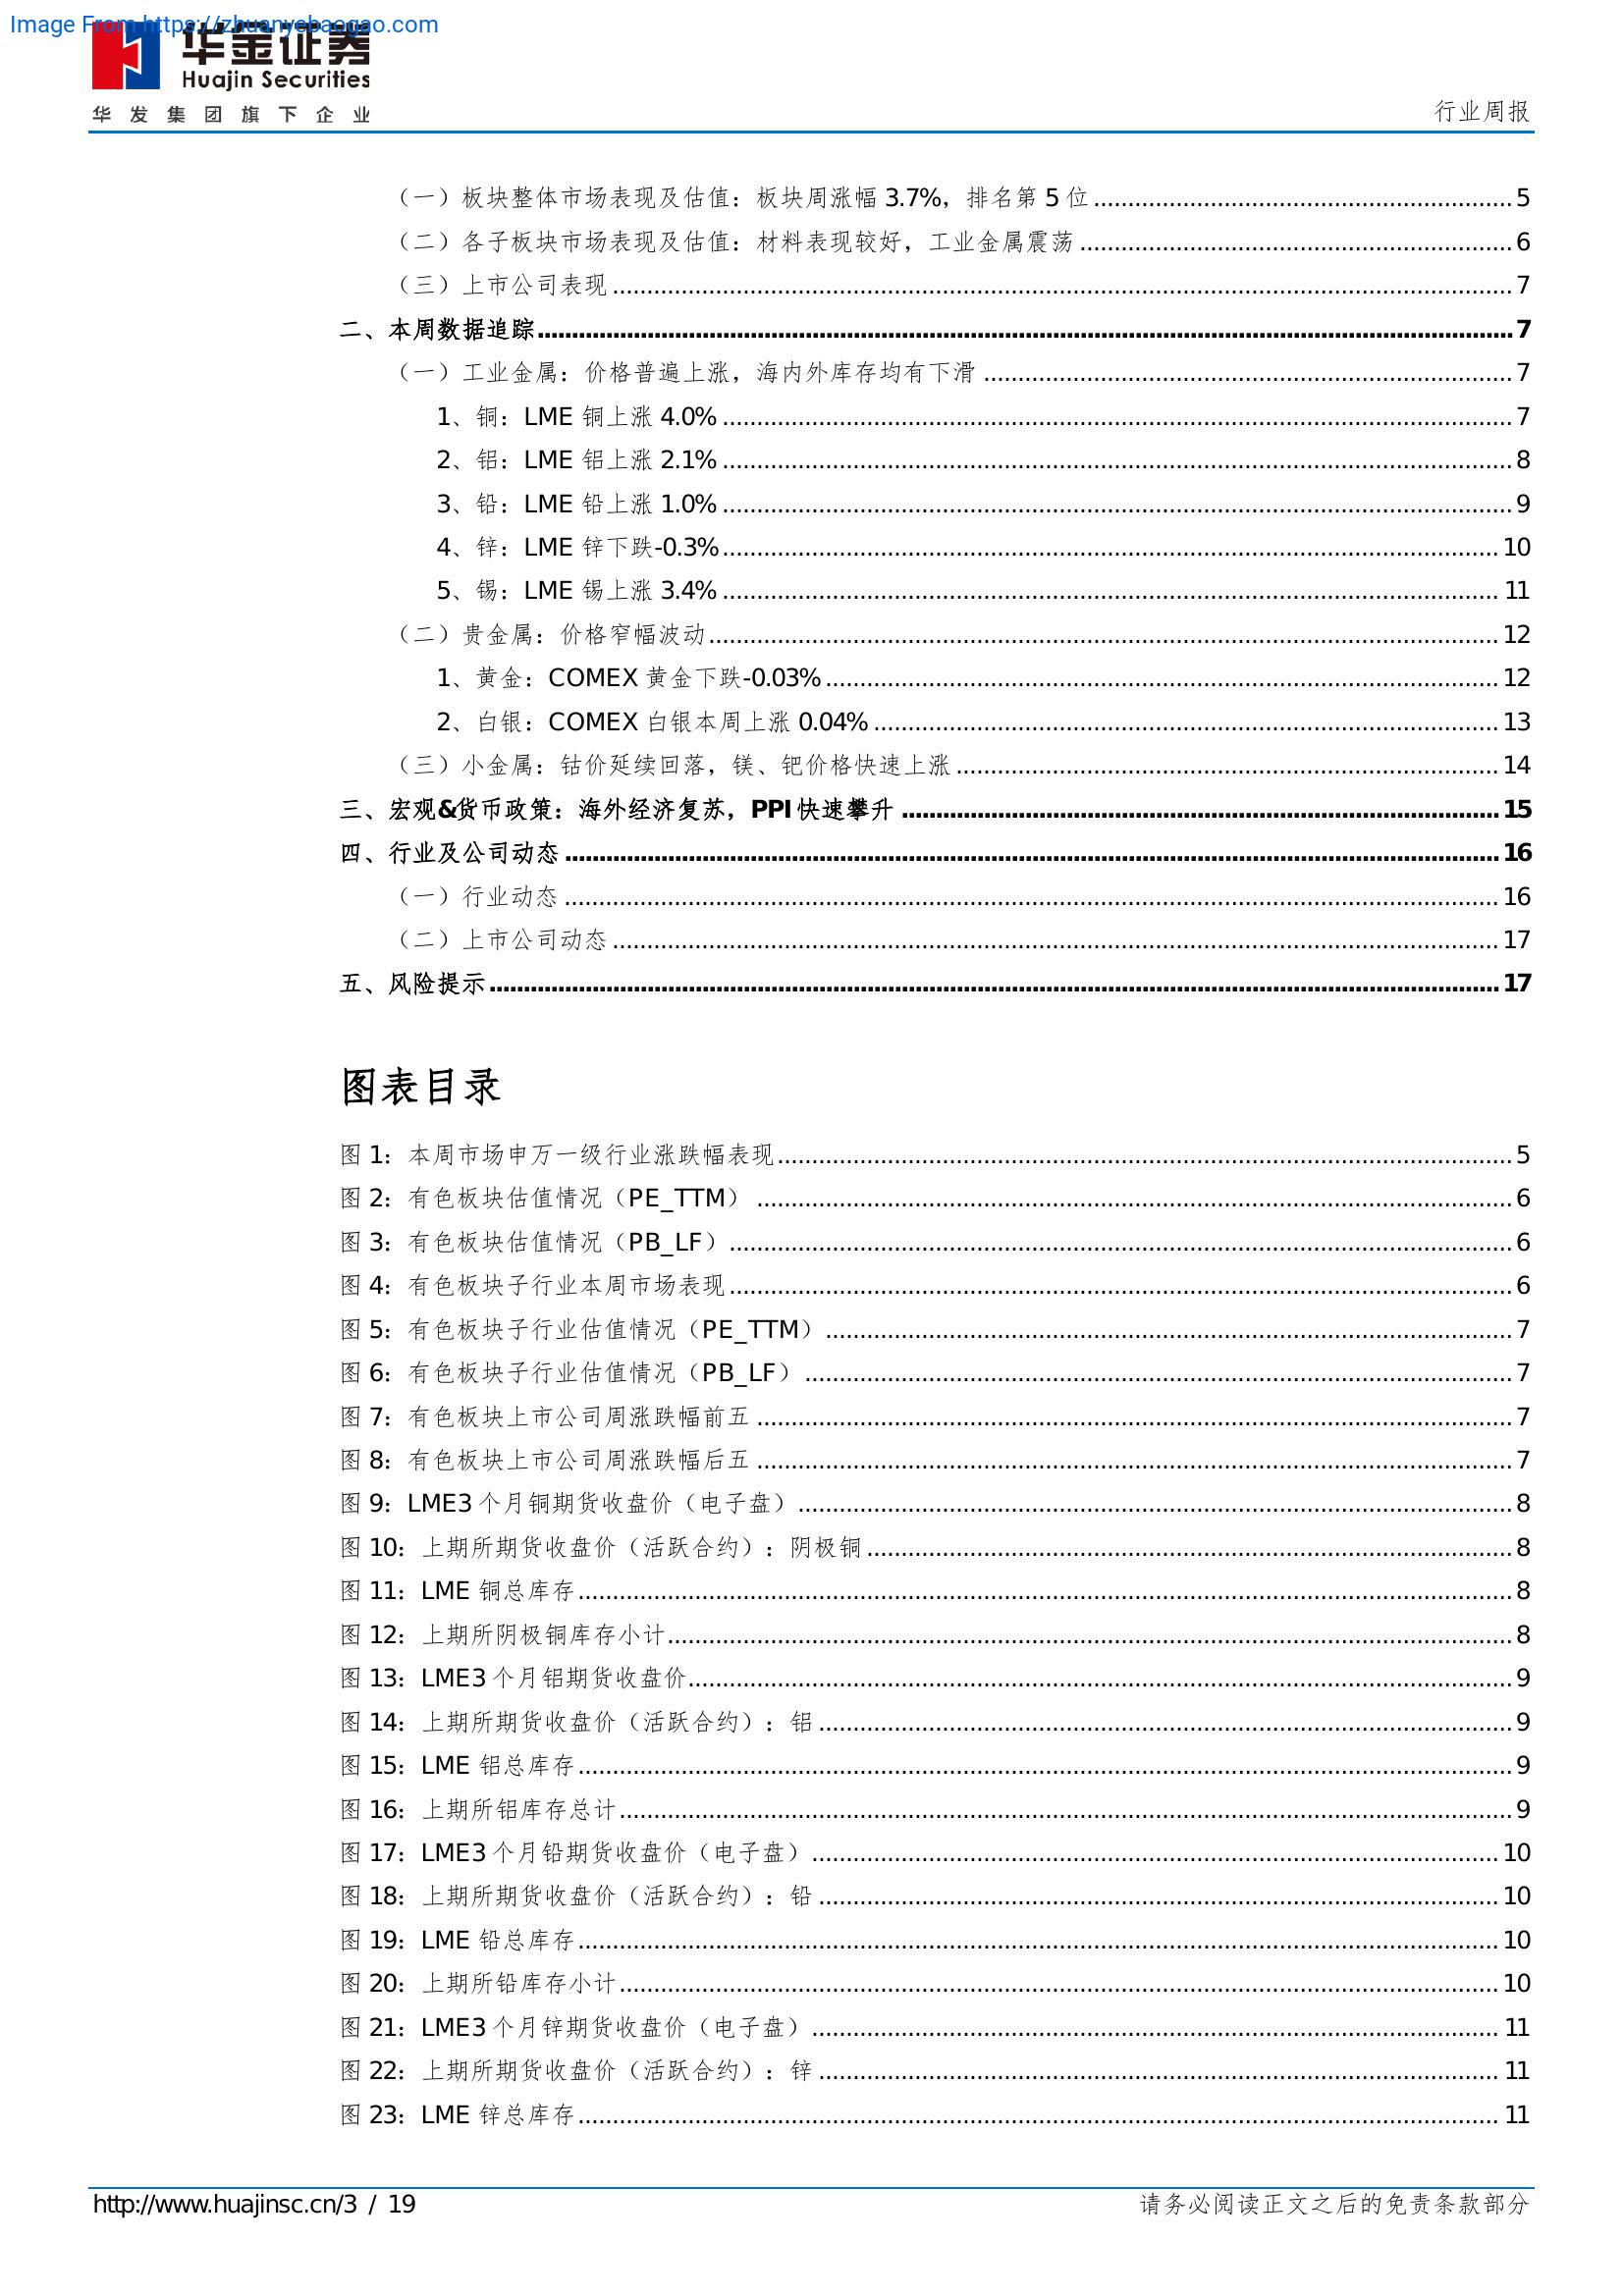 Image From https://zhuanyebaogao.com
华金证券
Huajin Securities
华发集团旗下企业
行业周报
（一）板块整体市场表现及估值：板块周涨幅 3.7%，排名第 5 位 ........ 5
（二）各子板块市场表现及估值：材料表现较好，工业金属震荡 ........ 6
（三）上市公司表现 ........ 7
二、本周数据追踪 ........ 7
（一）工业金属：价格普遍上涨，海内外库存均有下滑 ........ 7
1、铜：LME 铜上涨 4.0% ........ 7
2、铝：LME 铝上涨 2.1% ........ 8
3、铅：LME 铅上涨 1.0% ........ 9
4、锌：LME 锌下跌-0.3% ........ 10
5、锡：LME 锡上涨 3.4% ........ 11
（二）贵金属：价格窄幅波动 ........ 12
1、黄金：COMEX 黄金下跌-0.03% ........ 12
2、白银：COMEX 白银本周上涨 0.04% ........ 13
（三）小金属：钴价延续回落，镁、钯价格快速上涨 ........ 14
三、宏观&货币政策：海外经济复苏，PPI 快速攀升 ........ 15
四、行业及公司动态 ........ 16
（一）行业动态 ........ 16
（二）上市公司动态 ........ 17
五、风险提示 ........ 17
图表目录
图 1：本周市场申万一级行业涨跌幅表现 ........ 5
图 2：有色板块估值情况（PE_TTM） ........ 6
图 3：有色板块估值情况（PB_LF） ........ 6
图 4：有色板块子行业本周市场表现 ........ 6
图 5：有色板块子行业估值情况（PE_TTM） ........ 7
图 6：有色板块子行业估值情况（PB_LF） ........ 7
图 7：有色板块上市公司周涨跌幅前五 ........ 7
图 8：有色板块上市公司周涨跌幅后五 ........ 7
图 9：LME3 个月铜期货收盘价（电子盘） ........ 8
图 10：上期所期货收盘价（活跃合约）：阴极铜 ........ 8
图 11：LME 铜总库存 ........ 8
图 12：上期所阴极铜库存小计 ........ 8
图 13：LME3 个月铝期货收盘价 ........ 9
图 14：上期所期货收盘价（活跃合约）：铝 ........ 9
图 15：LME 铝总库存 ........ 9
图 16：上期所铝库存总计 ........ 9
图 17：LME3 个月铅期货收盘价（电子盘） ........ 10
图 18：上期所期货收盘价（活跃合约）：铅 ........ 10
图 19：LME 铅总库存 ........ 10
图 20：上期所铅库存小计 ........ 10
图 21：LME3 个月锌期货收盘价（电子盘） ........ 11
图 22：上期所期货收盘价（活跃合约）：锌 ........ 11
图 23：LME 锌总库存 ........ 11
http://www.huajinsc.cn/3 / 19
请务必阅读正文之后的免责条款部分